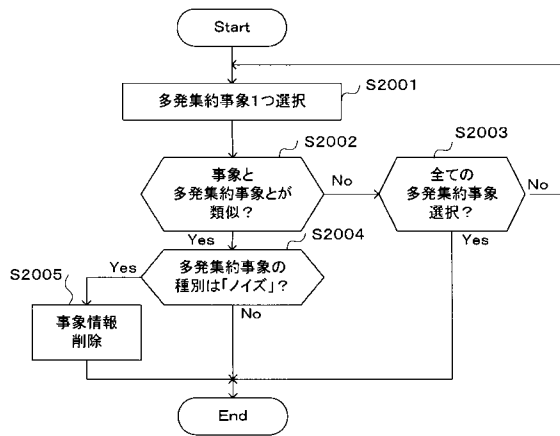 Start
多発集約事象1つ選択
S2001
S2002
S2003
事象と
多発集約事象とが
類似?
No
全ての
多発集約事象
選択?
No
Yes
S2004
Yes
S2005
Yes
多発集約事象の
種別は「ノイズ」?
No
事象情報
削除
End